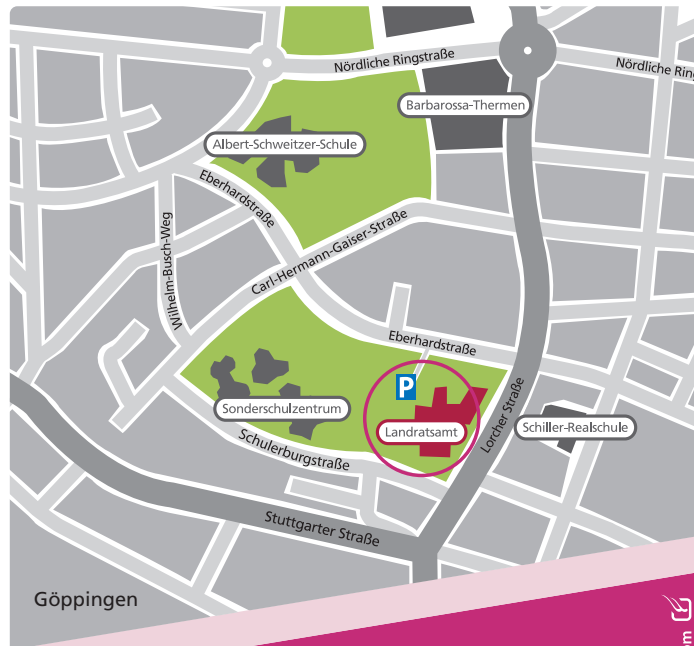 Nördliche Ringstraße
Nördliche Ring
Barbarossa-Thermen
Albert-Schweitzer-Schule
Eberhardstraße
Carl-Hermann-Gaiser-Straße
Wilhelm-Busch-Weg
Eberhardstraße
P
Sonderschulzentrum
Landratsamt
Lorcher Straße
Schiller-Realschule
Schulerburgstraße
Stuttgarter Straße
Göppingen
om